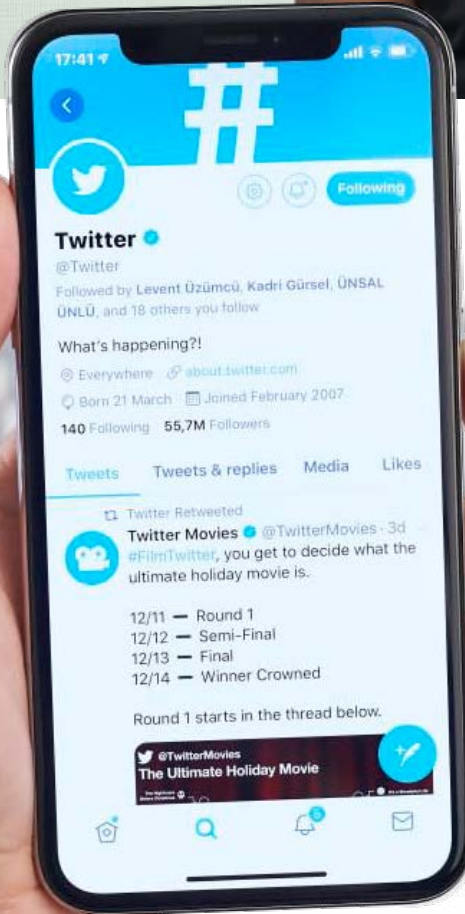 17:41
#
Following
Twitter
@Twitter
Followed by Levent Üzümcü, Kadri Gürsel, ÜNSAL
ÜNLÜ, and 18 others you follow
What's happening?!
Everywhere about.twitter.com
Born 21 March Joined February 2007
140 Following 55,7M Followers
Tweets Tweets & replies Media Likes
Twitter Retweeted
Twitter Movies @TwitterMovies · 3d
#FilmTwitter, you get to decide what the
ultimate holiday movie is.
12/11 — Round 1
12/12 — Semi-Final
12/13 — Final
12/14 — Winner Crowned
Round 1 starts in the thread below.
@TwitterMovies
The Ultimate Holiday Movie